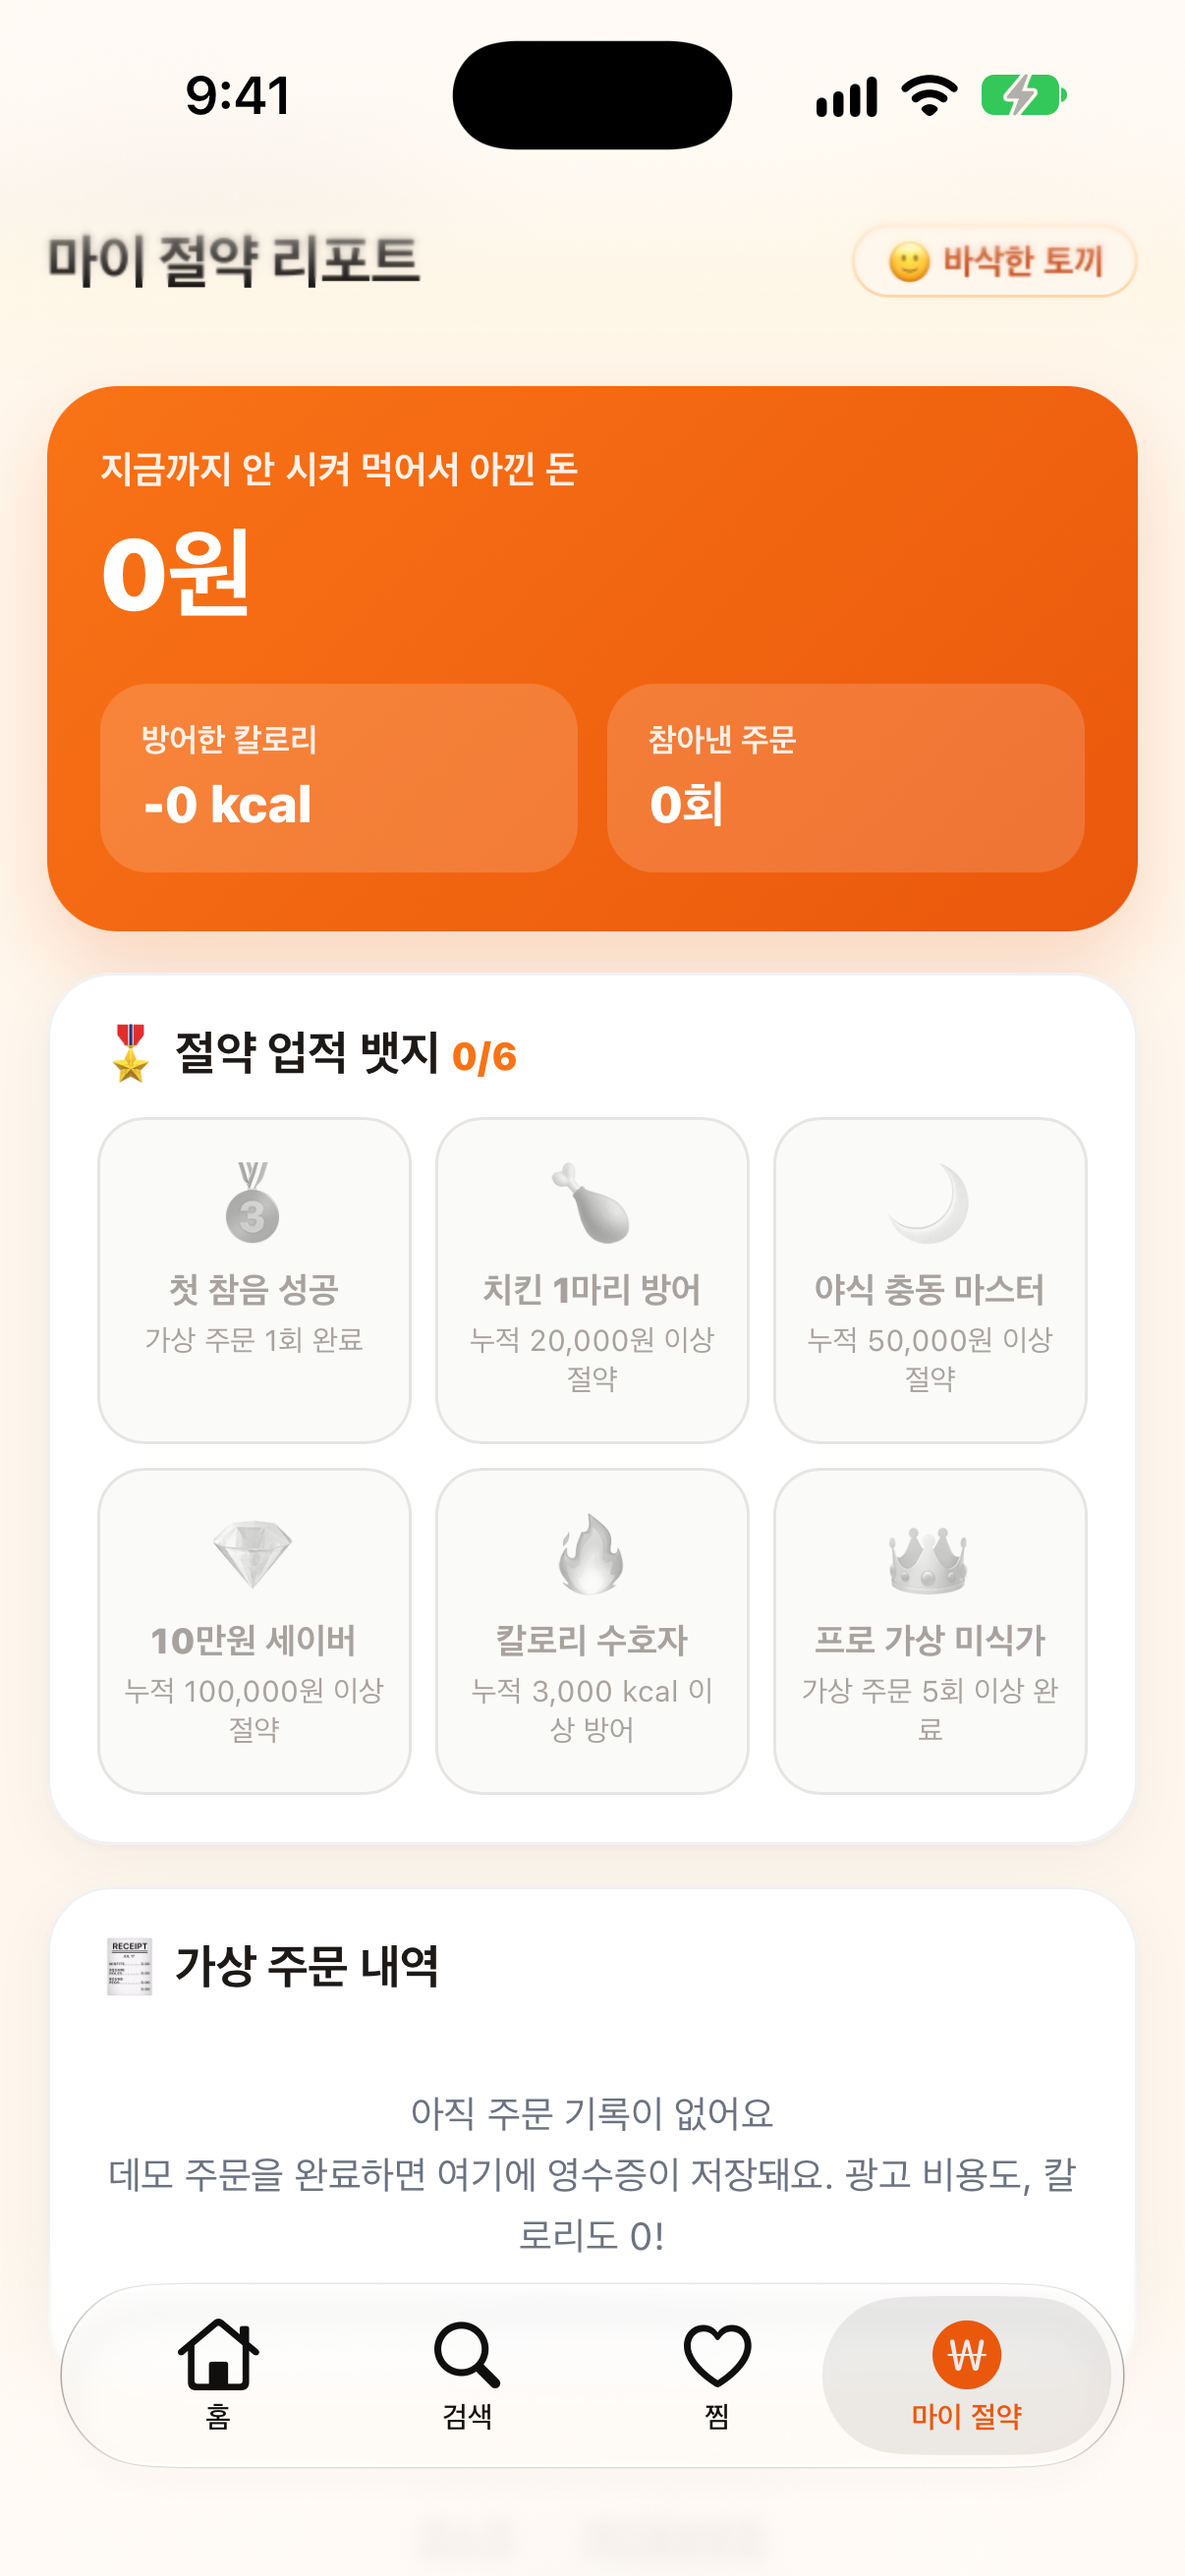 9:41
마이 절약 리포트
바삭한 토끼
지금까지 안 시켜 먹어서 아낀 돈
0원
방어한 칼로리
참아낸 주문
-0 kcal
0회
절약 업적 뱃지 0/6
3
첫 참음 성공
가상 주문 1회 완료
치킨 1마리 방어
누적 20,000원 이상
절약
야식 충동 마스터
누적 50,000원 이상
절약
10만원 세이버
누적 100,000원 이상
절약
칼로리 수호자
누적 3,000 kcal 이
상 방어
프로 가상 미식가
가상 주문 5회 이상 완
료
RECEIPT
가상 주문 내역
아직 주문 기록이 없어요
데모 주문을 완료하면 여기에 영수증이 저장돼요. 광고 비용도, 칼
로리도 0!
홈
검색
찜
₩
마이 절약